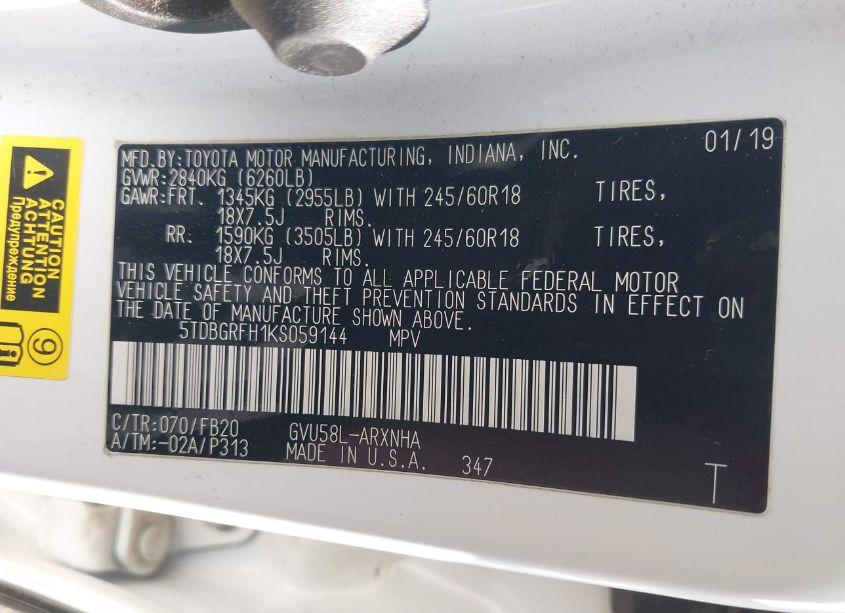 MFD.BY:TOYOTA MOTOR MANUFACTURING, INDIANA, INC. 01/19
GVWR:2840KG (6260LB)
GAWR:FRT. 1345KG (2955LB) WITH 245/60R18 TIRES,
18X7.5J RIMS.
RR: 1590KG (3505LB) WITH 245/60R18 TIRES,
18X7.5J RIMS.
THIS VEHICLE CONFORMS TO ALL APPLICABLE FEDERAL MOTOR
VEHICLE SAFETY AND THEFT PREVENTION STANDARDS IN EFFECT ON
THE DATE OF MANUFACTURE SHOWN ABOVE.
5TDBGRFH1KS059144 MPV
C/TR:070/FB20 GVU58L-ARXNHA
A/TM:-02A/P313 MADE IN U.S.A. 347
T
CAUTION
ATTENTION
ACHTUNG
Предупреждение
9